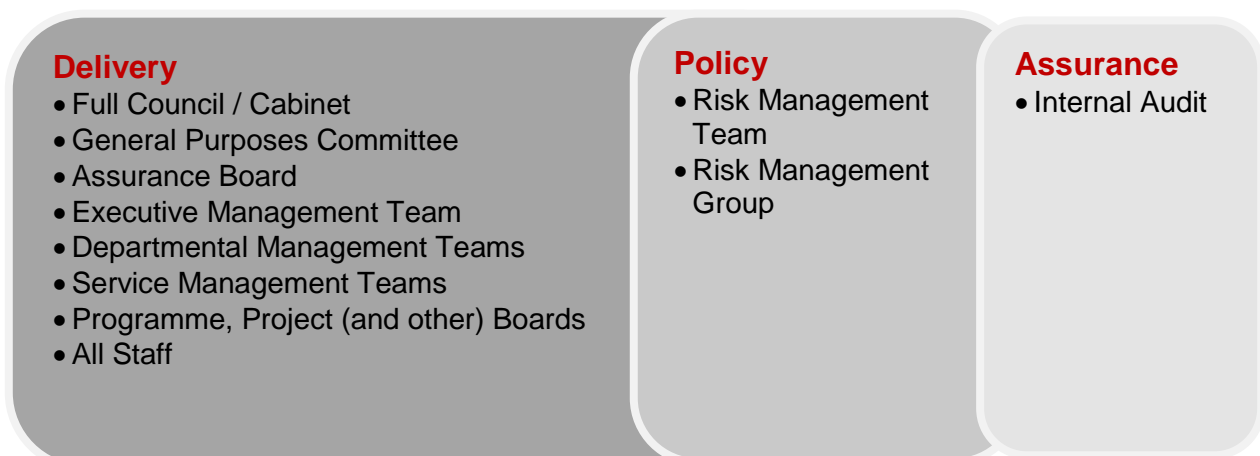 Delivery
• Full Council / Cabinet
• General Purposes Committee
• Assurance Board
• Executive Management Team
• Departmental Management Teams
• Service Management Teams
• Programme, Project (and other) Boards
• All Staff
Policy
• Risk Management
Team
• Risk Management
Group
Assurance
• Internal Audit